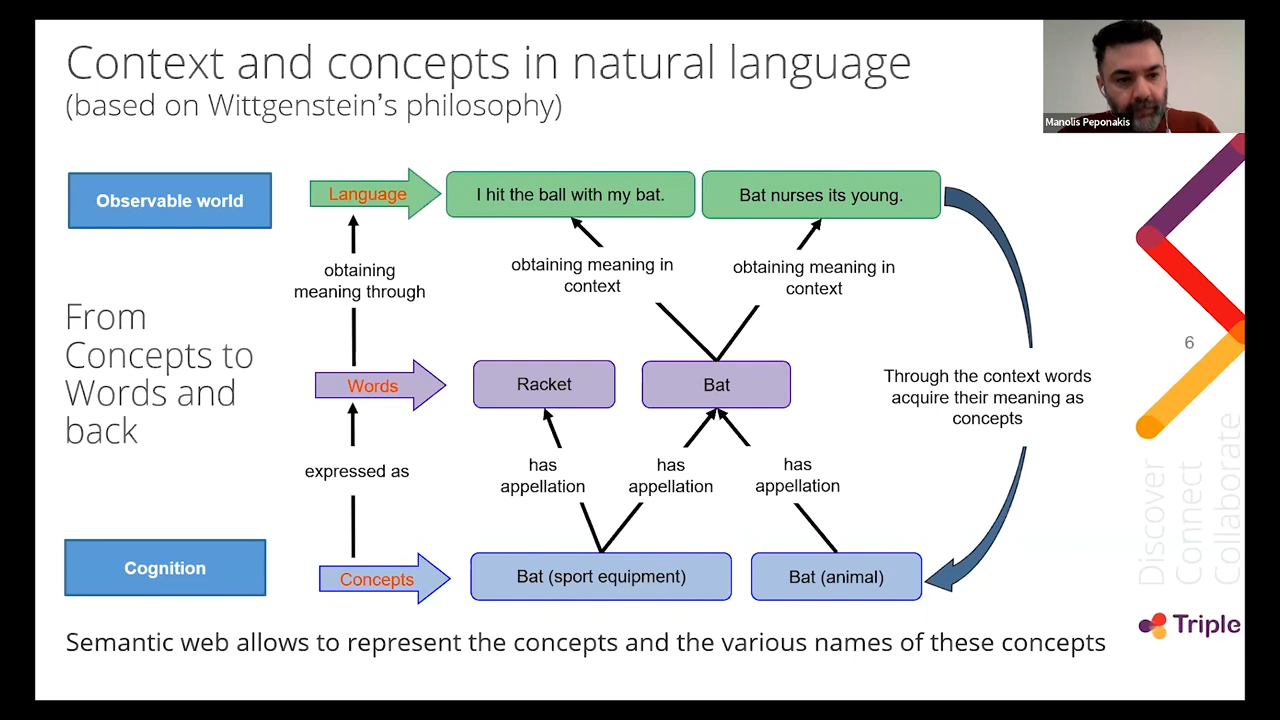 Context and concepts in natural language
(based on Wittgenstein's philosophy)
Manolis Peponakis
Observable world
Language
I hit the ball with my bat.
Bat nurses its young.
obtaining
meaning through
obtaining meaning in
context
obtaining meaning in
context
From
Concepts to
Words and
back
6
Words
Racket
Bat
Through the context words
acquire their meaning as
concepts
expressed as
has
appellation
has
appellation
has
appellation
Cognition
Concepts
Bat (sport equipment)
Bat (animal)
Discover
Connect
Collaborate
Triple
Semantic web allows to represent the concepts and the various names of these concepts